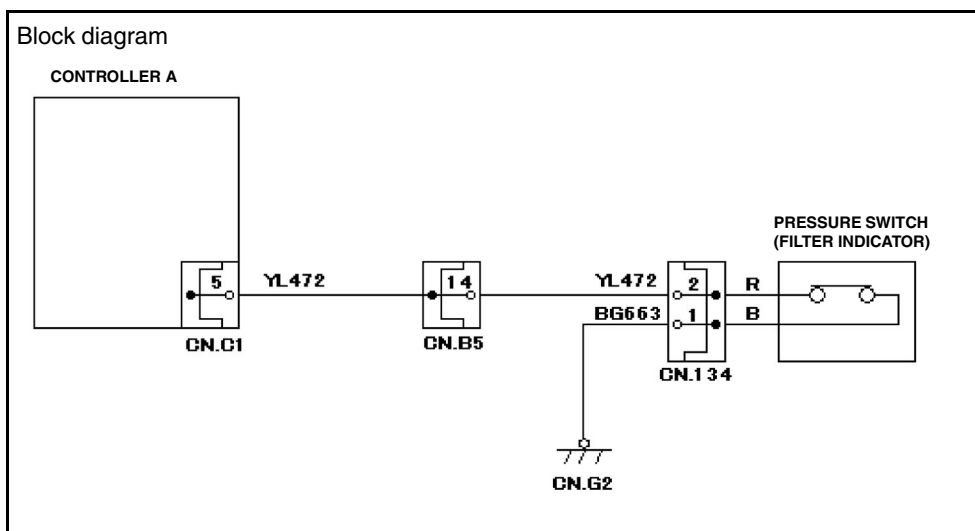 Block diagram
CONTROLLER A
PRESSURE SWITCH
(FILTER INDICATOR)
5 YL472 14 YL472 2 R
BG663 1 B
CN.C1 CN.B5 CN.134
CN.G2